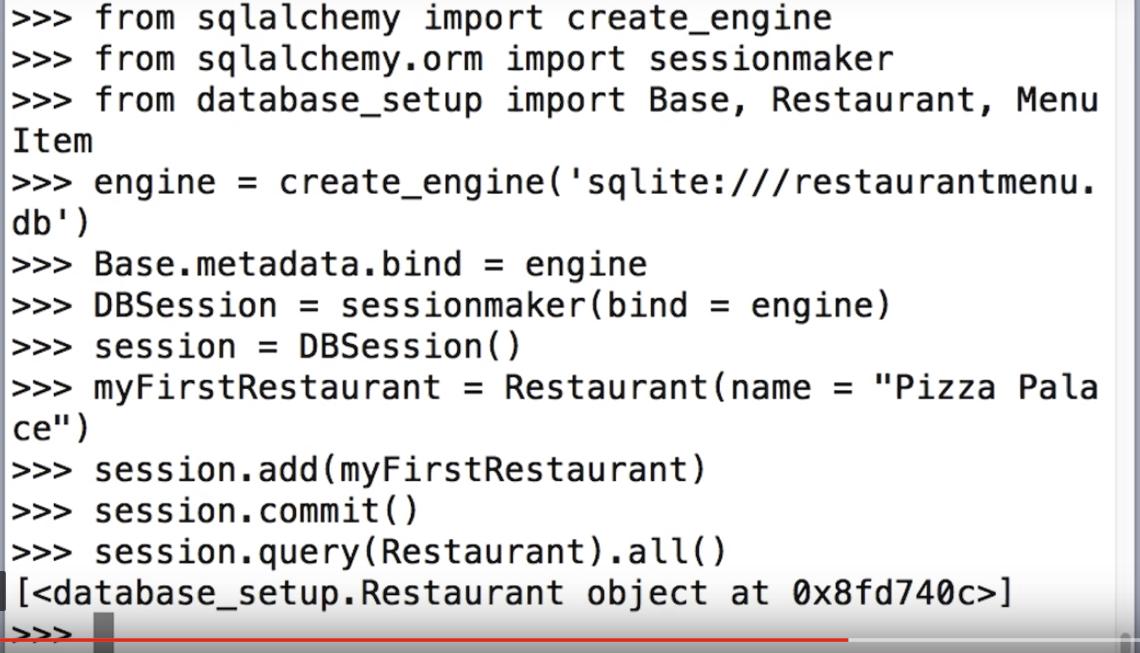 >>> from sqlalchemy import create_engine
>>> from sqlalchemy.orm import sessionmaker
>>> from database_setup import Base, Restaurant, Menu
Item
>>> engine = create_engine('sqlite:///restaurantmenu.
db')
>>> Base.metadata.bind = engine
>>> DBSession = sessionmaker(bind = engine)
>>> session = DBSession()
>>> myFirstRestaurant = Restaurant(name = "Pizza Pala
ce")
>>> session.add(myFirstRestaurant)
>>> session.commit()
>>> session.query(Restaurant).all()
[<database_setup.Restaurant object at 0x8fd740c>]
>>>